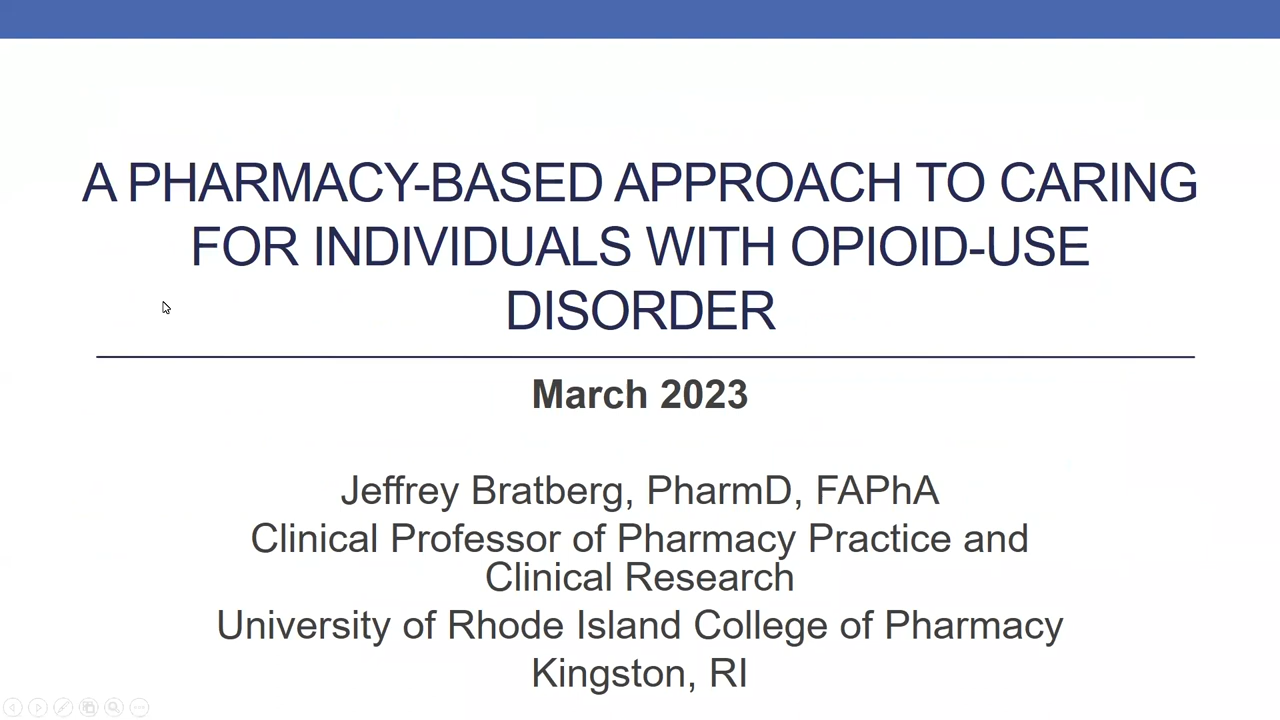 A PHARMACY-BASED APPROACH TO CARING
FOR INDIVIDUALS WITH OPIOID-USE
DISORDER
March 2023
Jeffrey Bratberg, PharmD, FAPhA
Clinical Professor of Pharmacy Practice and
Clinical Research
University of Rhode Island College of Pharmacy
Kingston, RI